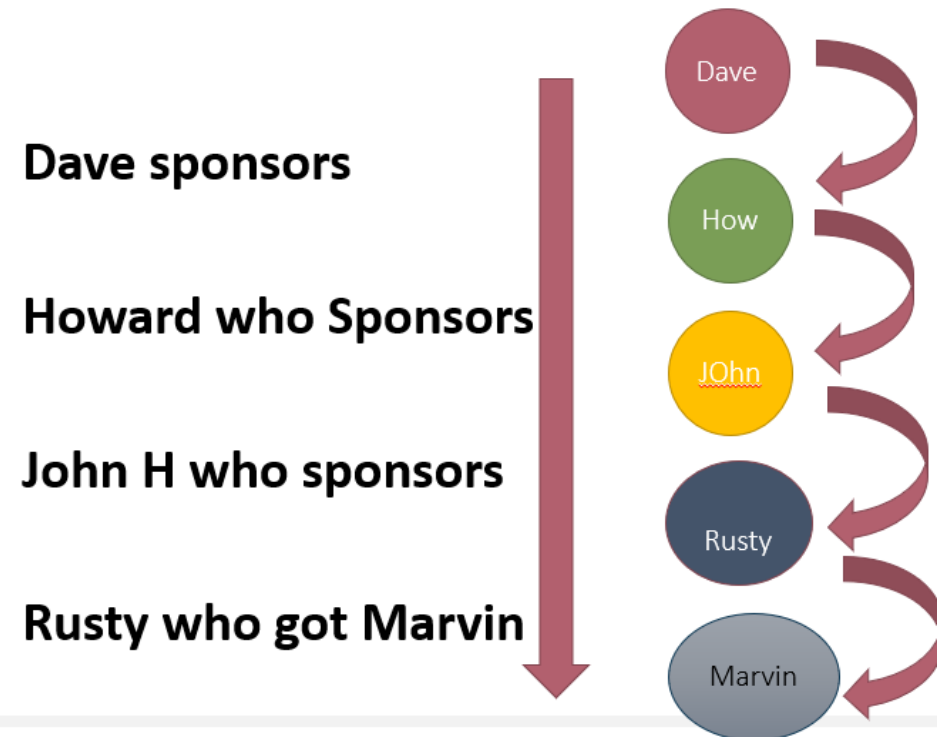 Dave
Dave sponsors
How
Howard who Sponsors
JOhn
John H who sponsors
Rusty
Rusty who got Marvin
Marvin